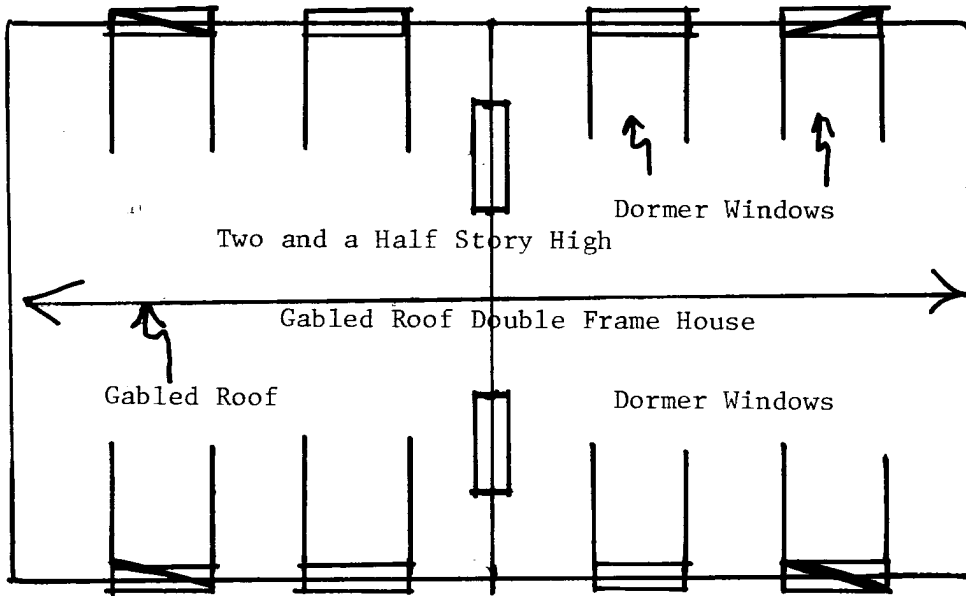 Dormer Windows
Two and a Half Story High
Gabled Roof Double Frame House
Gabled Roof
Dormer Windows